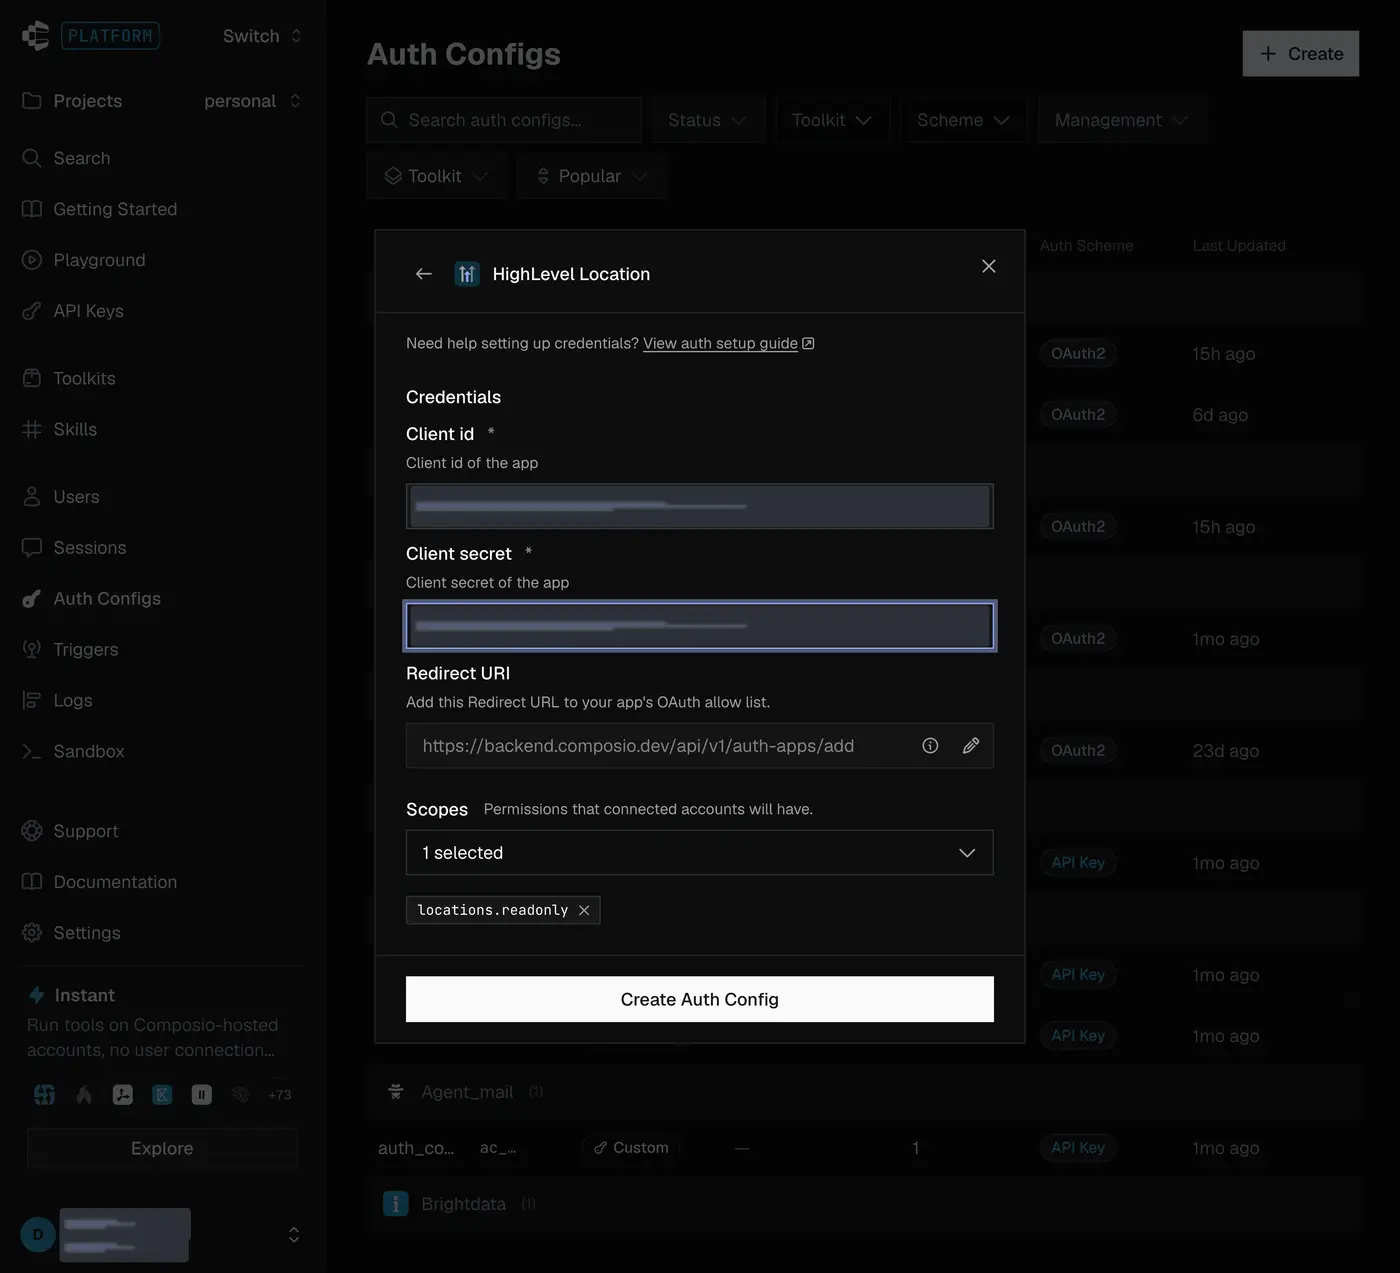 PLATFORM
Switch
Projects
personal
Search
Getting Started
Playground
API Keys
Toolkits
Skills
Users
Sessions
Auth Configs
Triggers
Logs
Sandbox
Support
Documentation
Settings
Instant
Run tools on Composio-hosted
accounts, no user connection...
+73
Explore
D
Auth Configs
+ Create
Search auth configs...
Status
Toolkit
Scheme
Management
Toolkit
Popular
Auth Scheme
Last Updated
HighLevel Location
Need help setting up credentials? View auth setup guide
Credentials
Client id *
Client id of the app
Client secret *
Client secret of the app
Redirect URI
Add this Redirect URL to your app's OAuth allow list.
https://backend.composio.dev/api/v1/auth-apps/add
Scopes Permissions that connected accounts will have.
1 selected
locations.readonly
Create Auth Config
OAuth2 15h ago
OAuth2 6d ago
OAuth2 15h ago
OAuth2 1mo ago
OAuth2 23d ago
API Key 1mo ago
API Key 1mo ago
API Key 1mo ago
Agent_mail (1)
auth_co... ac_... Custom — 1 API Key 1mo ago
Brightdata (1)